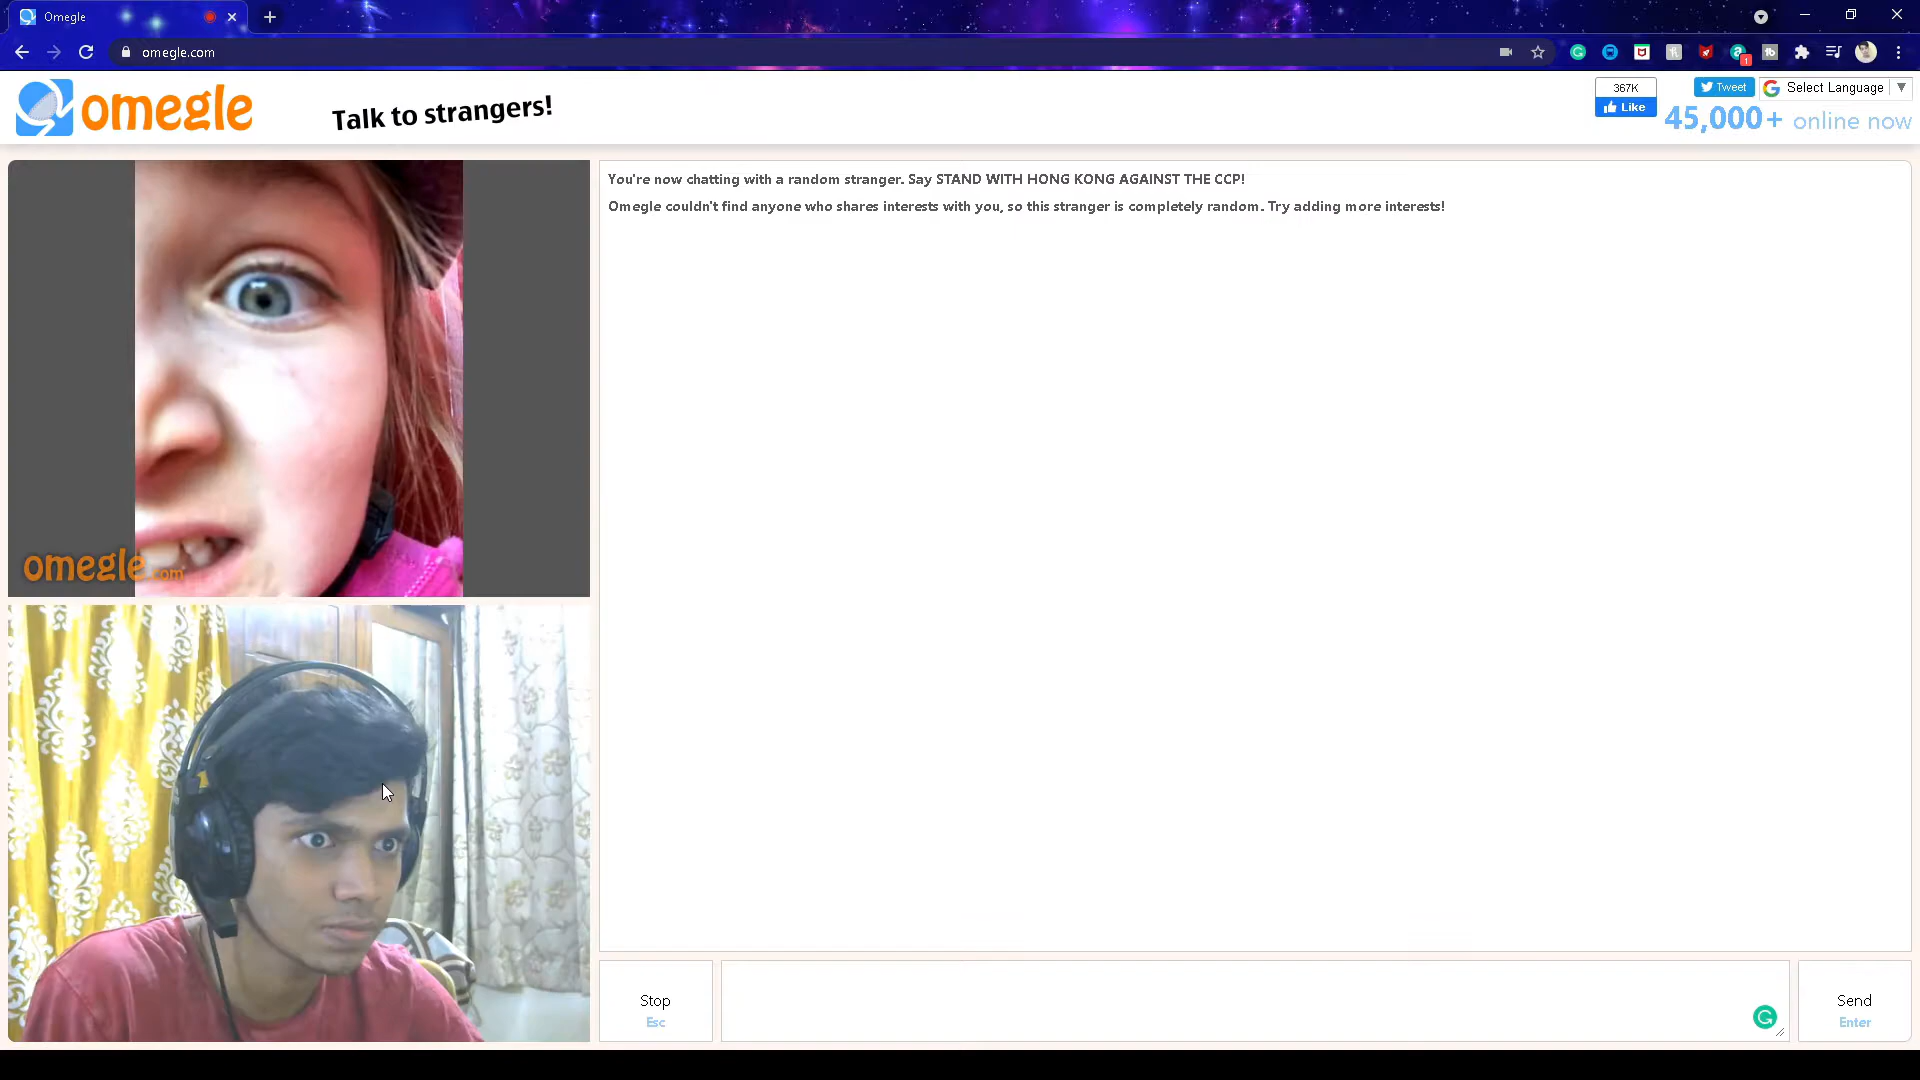 Omegle
omegle.com
omegle
Talk to strangers!
367K
Like
Tweet
Select Language
45,000+ online now
1
You're now chatting with a random stranger. Say STAND WITH HONG KONG AGAINST THE CCP!
Omegle couldn't find anyone who shares interests with you, so this stranger is completely random. Try adding more interests!
omegle.com
Stop
Esc
Send
Enter